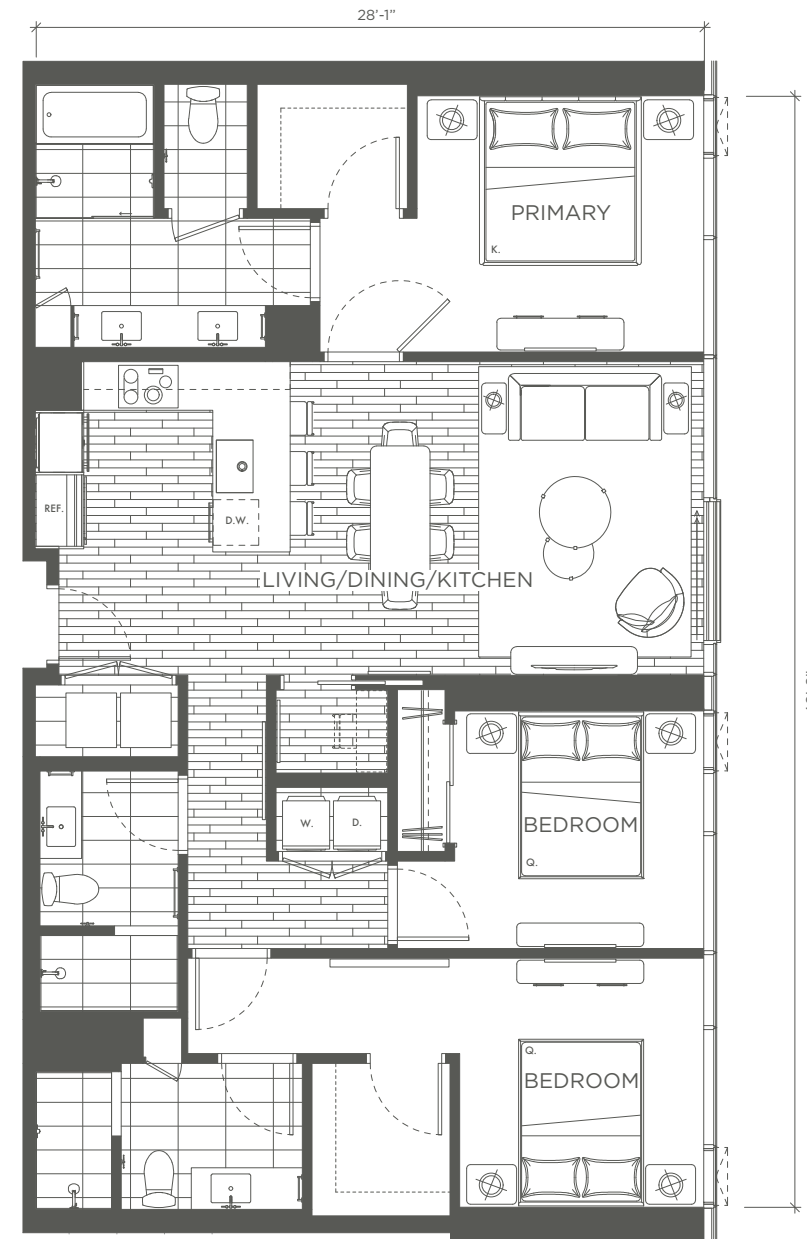 28'-1"
PRIMARY
K.
REF.
D.W.
LIVING/DINING/KITCHEN
W.
D.
BEDROOM
Q.
Q.
BEDROOM